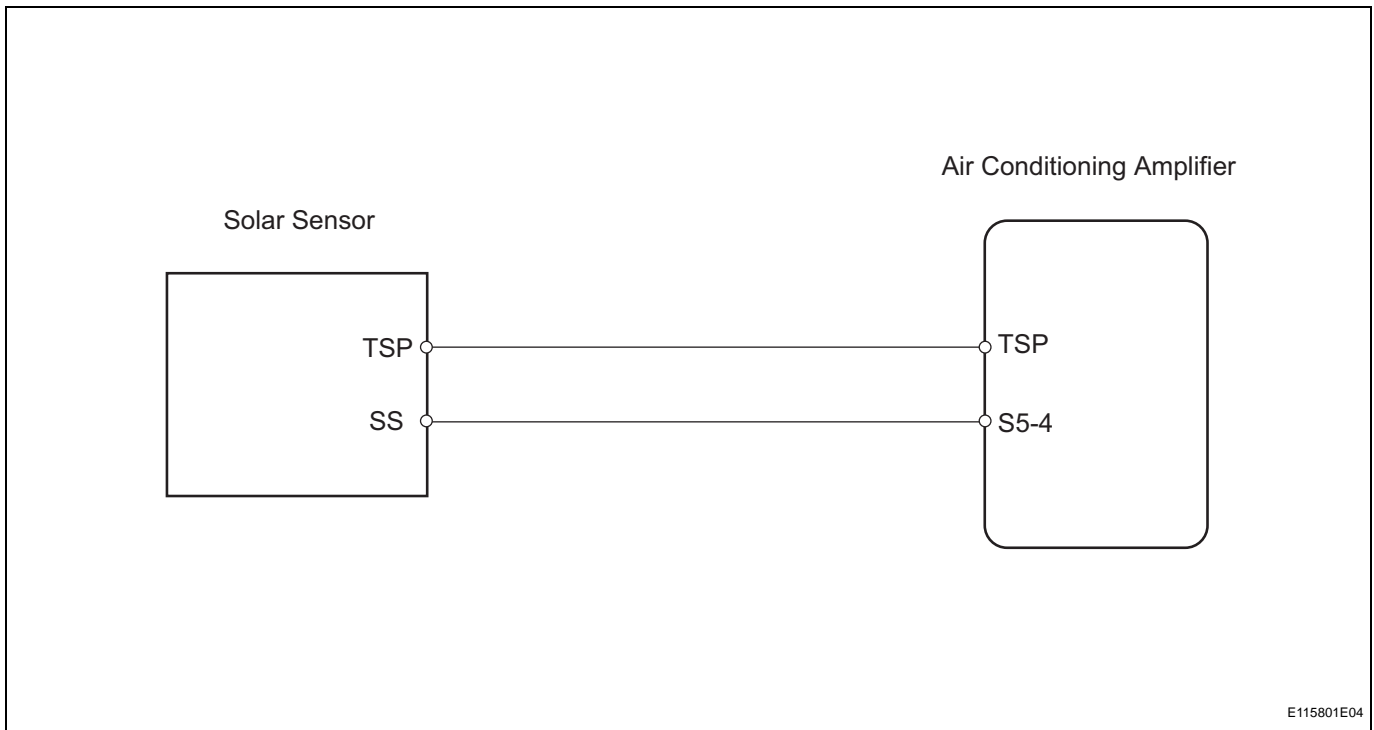 Air Conditioning Amplifier
Solar Sensor
TSP
TSP
SS
S5-4
E115801E04